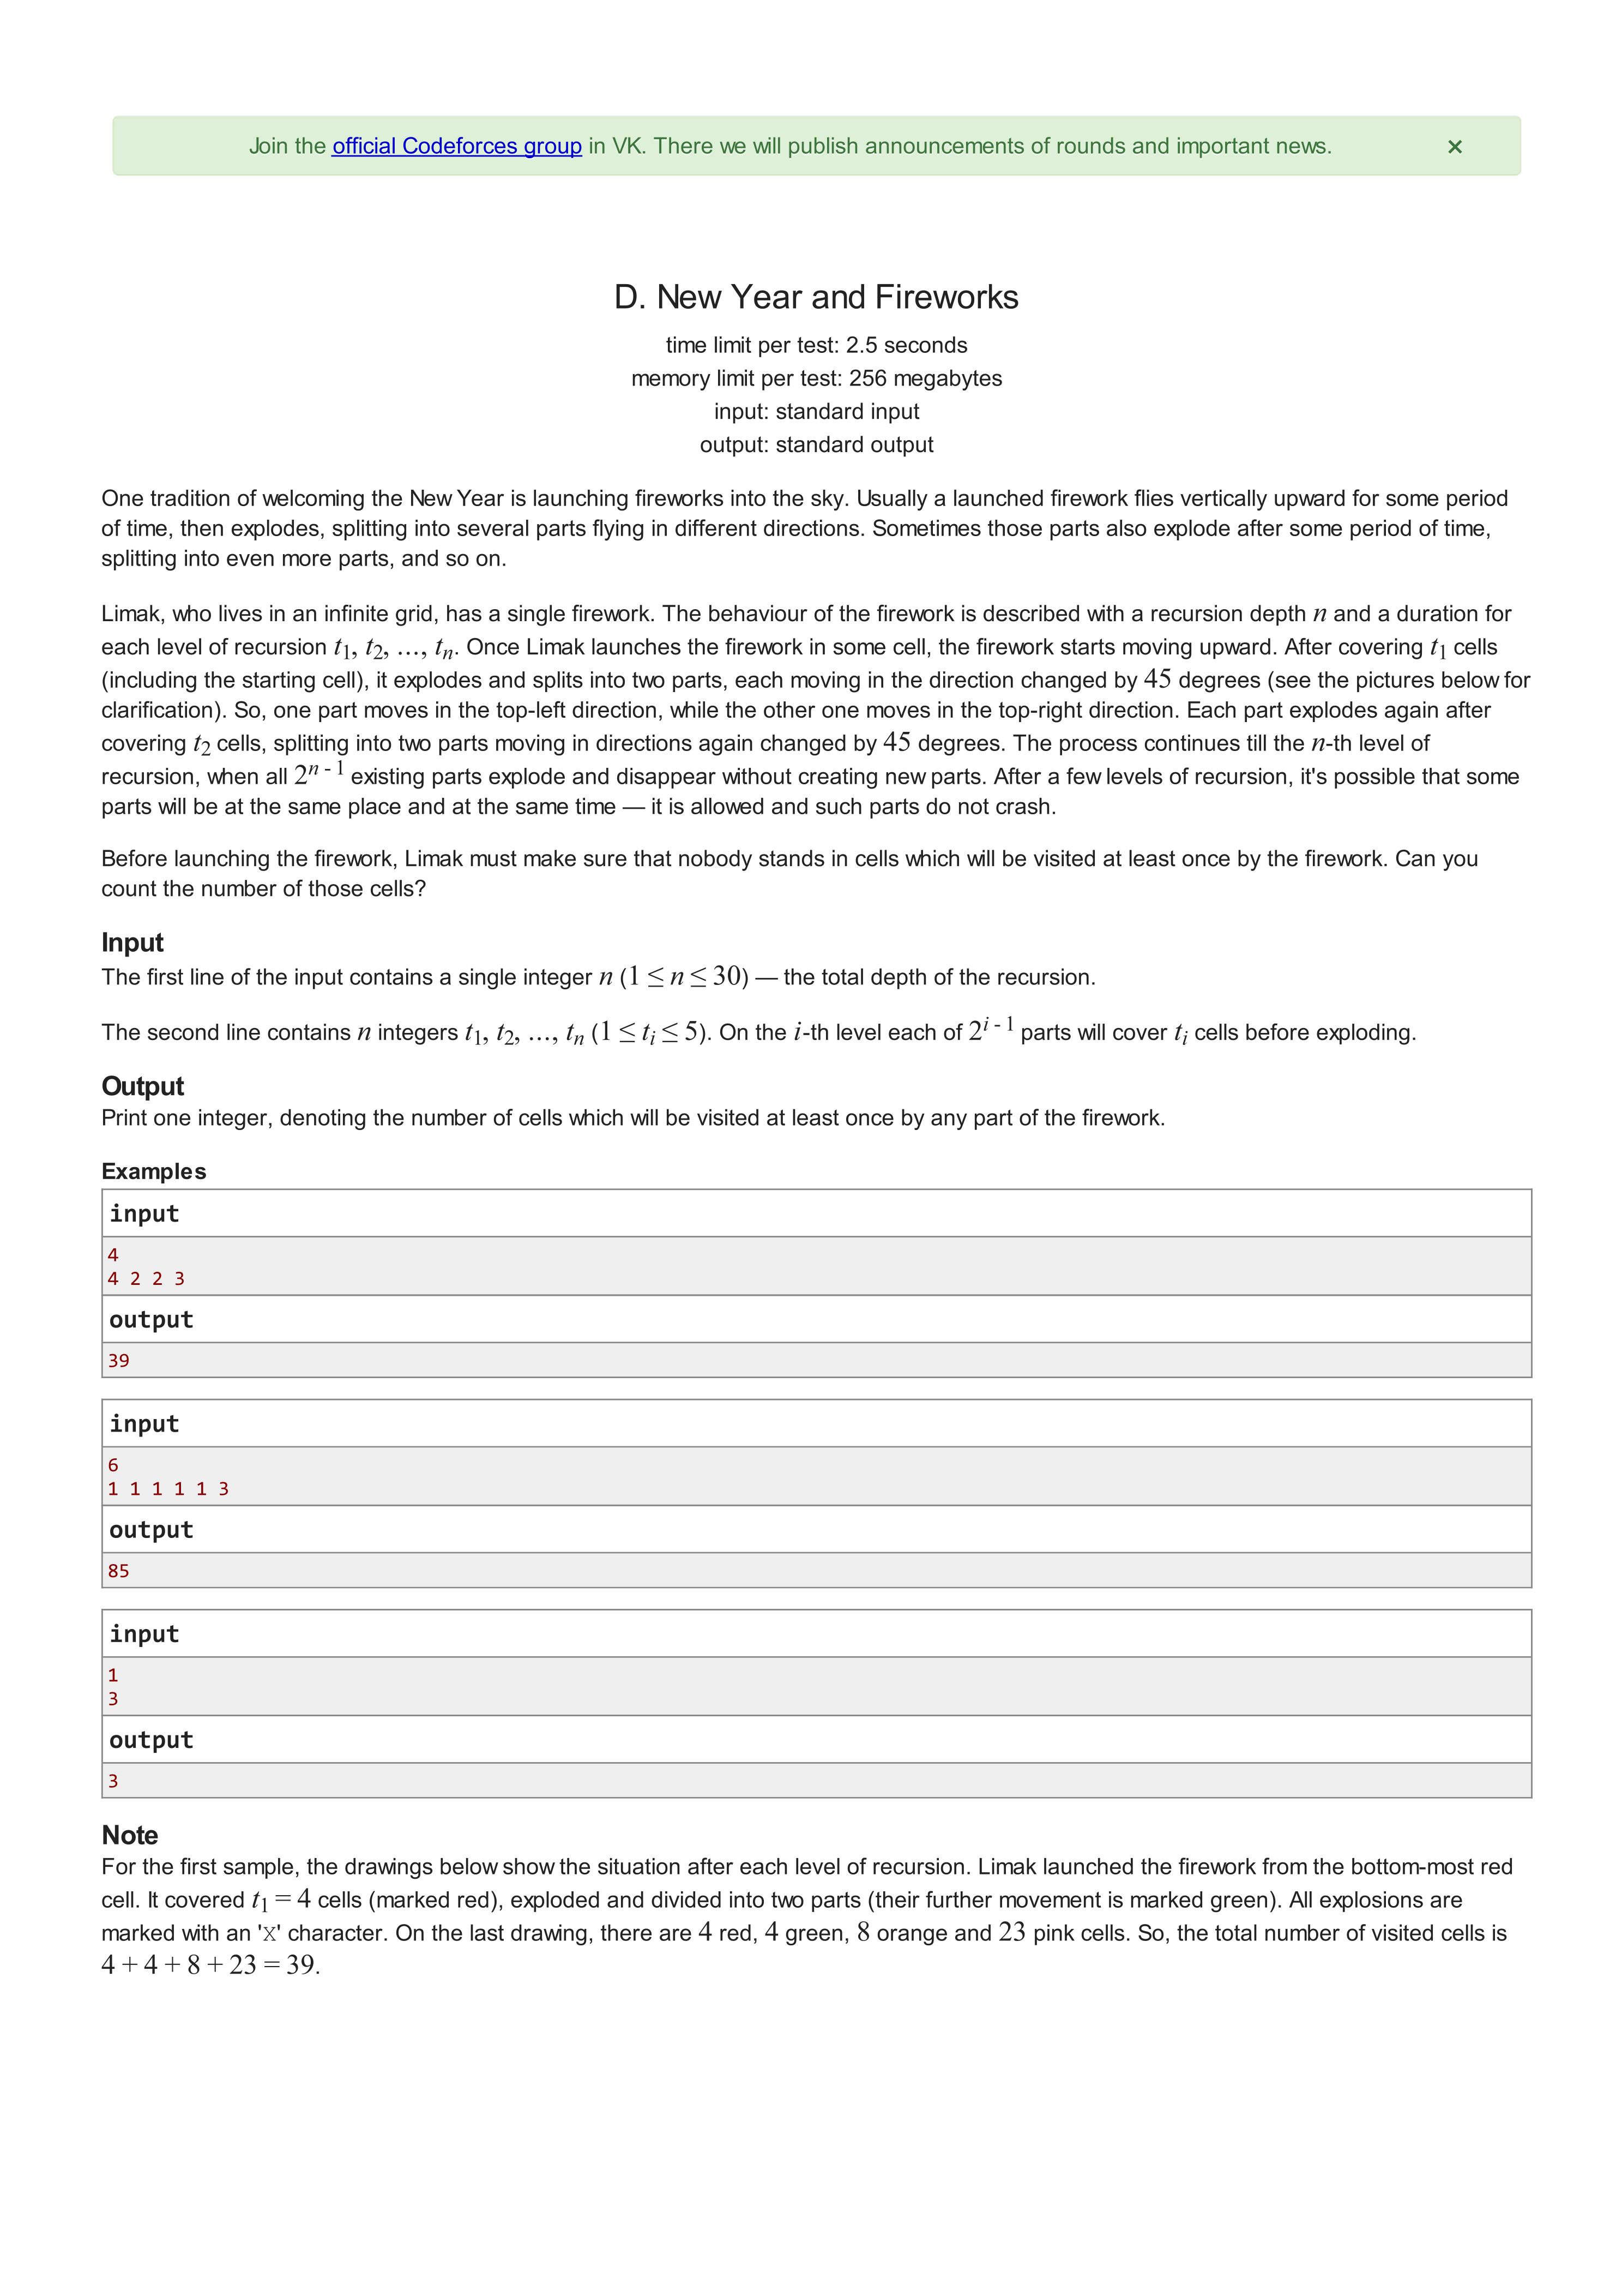 Join the official Codeforces group in VK. There we will publish announcements of rounds and important news. ×
D. New Year and Fireworks
time limit per test: 2.5 seconds
memory limit per test: 256 megabytes
input: standard input
output: standard output
One tradition of welcoming the New Year is launching fireworks into the sky. Usually a launched firework flies vertically upward for some period
of time, then explodes, splitting into several parts flying in different directions. Sometimes those parts also explode after some period of time,
splitting into even more parts, and so on.
Limak, who lives in an infinite grid, has a single firework. The behaviour of the firework is described with a recursion depth n and a duration for
each level of recursion t1, t2, ..., tn. Once Limak launches the firework in some cell, the firework starts moving upward. After covering t1 cells
(including the starting cell), it explodes and splits into two parts, each moving in the direction changed by 45 degrees (see the pictures below for
clarification). So, one part moves in the top-left direction, while the other one moves in the top-right direction. Each part explodes again after
covering t2 cells, splitting into two parts moving in directions again changed by 45 degrees. The process continues till the n-th level of
recursion, when all 2^(n - 1) existing parts explode and disappear without creating new parts. After a few levels of recursion, it's possible that some
parts will be at the same place and at the same time — it is allowed and such parts do not crash.
Before launching the firework, Limak must make sure that nobody stands in cells which will be visited at least once by the firework. Can you
count the number of those cells?
Input
The first line of the input contains a single integer n (1 ≤ n ≤ 30) — the total depth of the recursion.
The second line contains n integers t1, t2, ..., tn (1 ≤ ti ≤ 5). On the i-th level each of 2^(i - 1) parts will cover ti cells before exploding.
Output
Print one integer, denoting the number of cells which will be visited at least once by any part of the firework.
Examples
input
4
4 2 2 3
output
39
input
6
1 1 1 1 1 3
output
85
input
1
3
output
3
Note
For the first sample, the drawings below show the situation after each level of recursion. Limak launched the firework from the bottom-most red
cell. It covered t1 = 4 cells (marked red), exploded and divided into two parts (their further movement is marked green). All explosions are
marked with an 'X' character. On the last drawing, there are 4 red, 4 green, 8 orange and 23 pink cells. So, the total number of visited cells is
4 + 4 + 8 + 23 = 39.